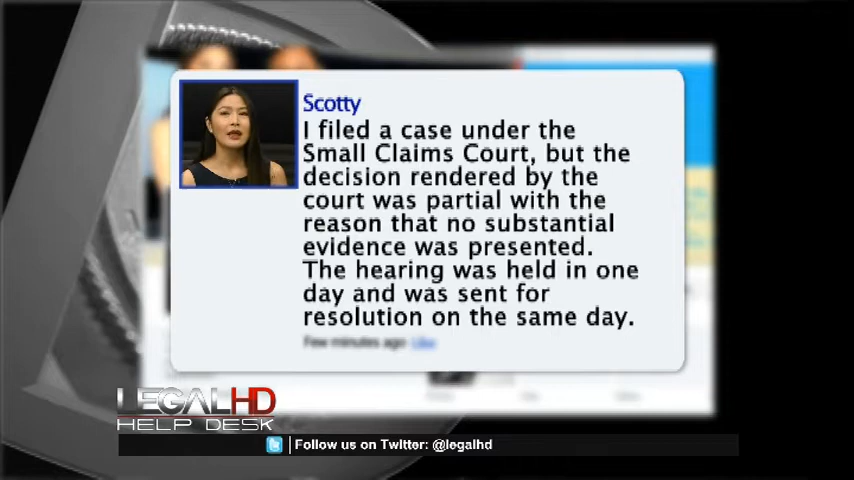 Scotty
I filed a case under the
Small Claims Court, but the
decision rendered by the
court was partial with the
reason that no substantial
evidence was presented.
The hearing was held in one
day and was sent for
resolution on the same day.
Few minutes ago Like
LEGALHD
HELP DESK
Follow us on Twitter: @legalhd